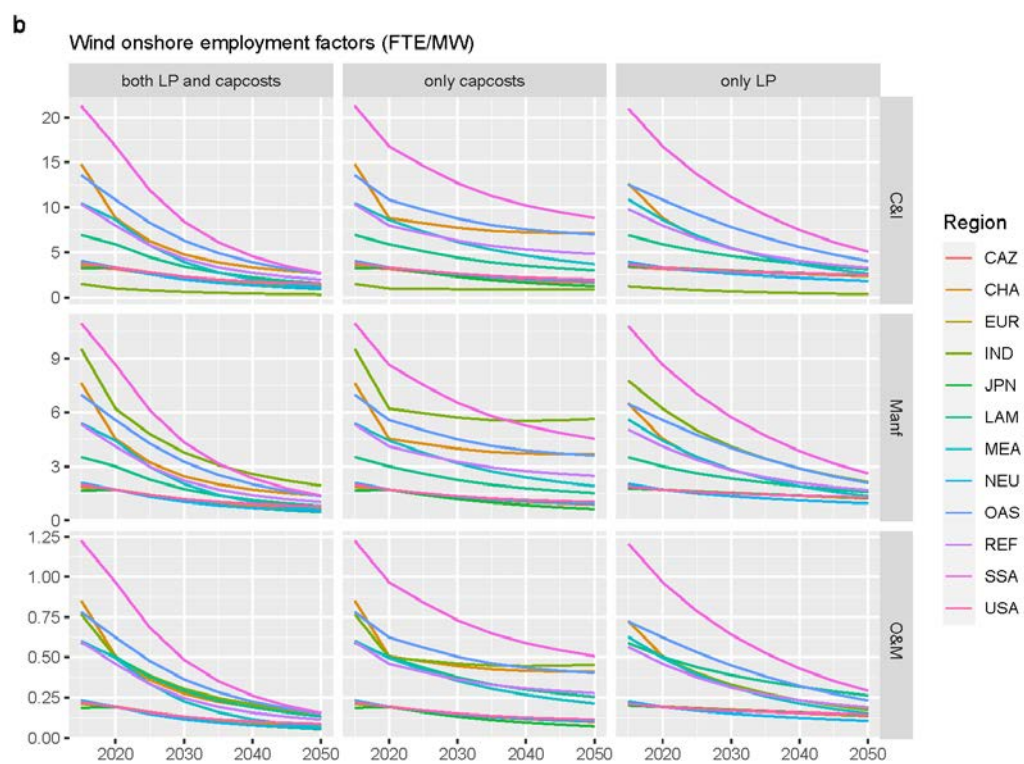 b
Wind onshore employment factors (FTE/MW)
both LP and capcosts
only capcosts
only LP
20
15
10
5
0
C&I
9
6
3
0
Manf
1.25
1.00
0.75
0.50
0.25
0.00
O&M
2020 2030 2040 2050
2020 2030 2040 2050
2020 2030 2040 2050
Region
CAZ
CHA
EUR
IND
JPN
LAM
MEA
NEU
OAS
REF
SSA
USA